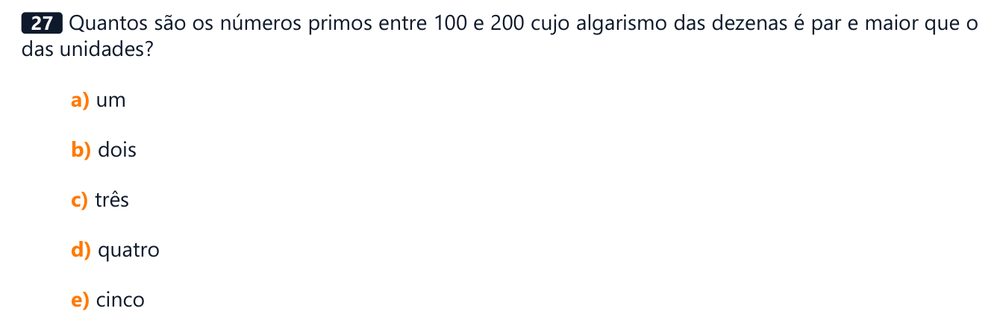 27 Quantos são os números primos entre 100 e 200 cujo algarismo das dezenas é par e maior que o
das unidades?
a) um
b) dois
c) três
d) quatro
e) cinco